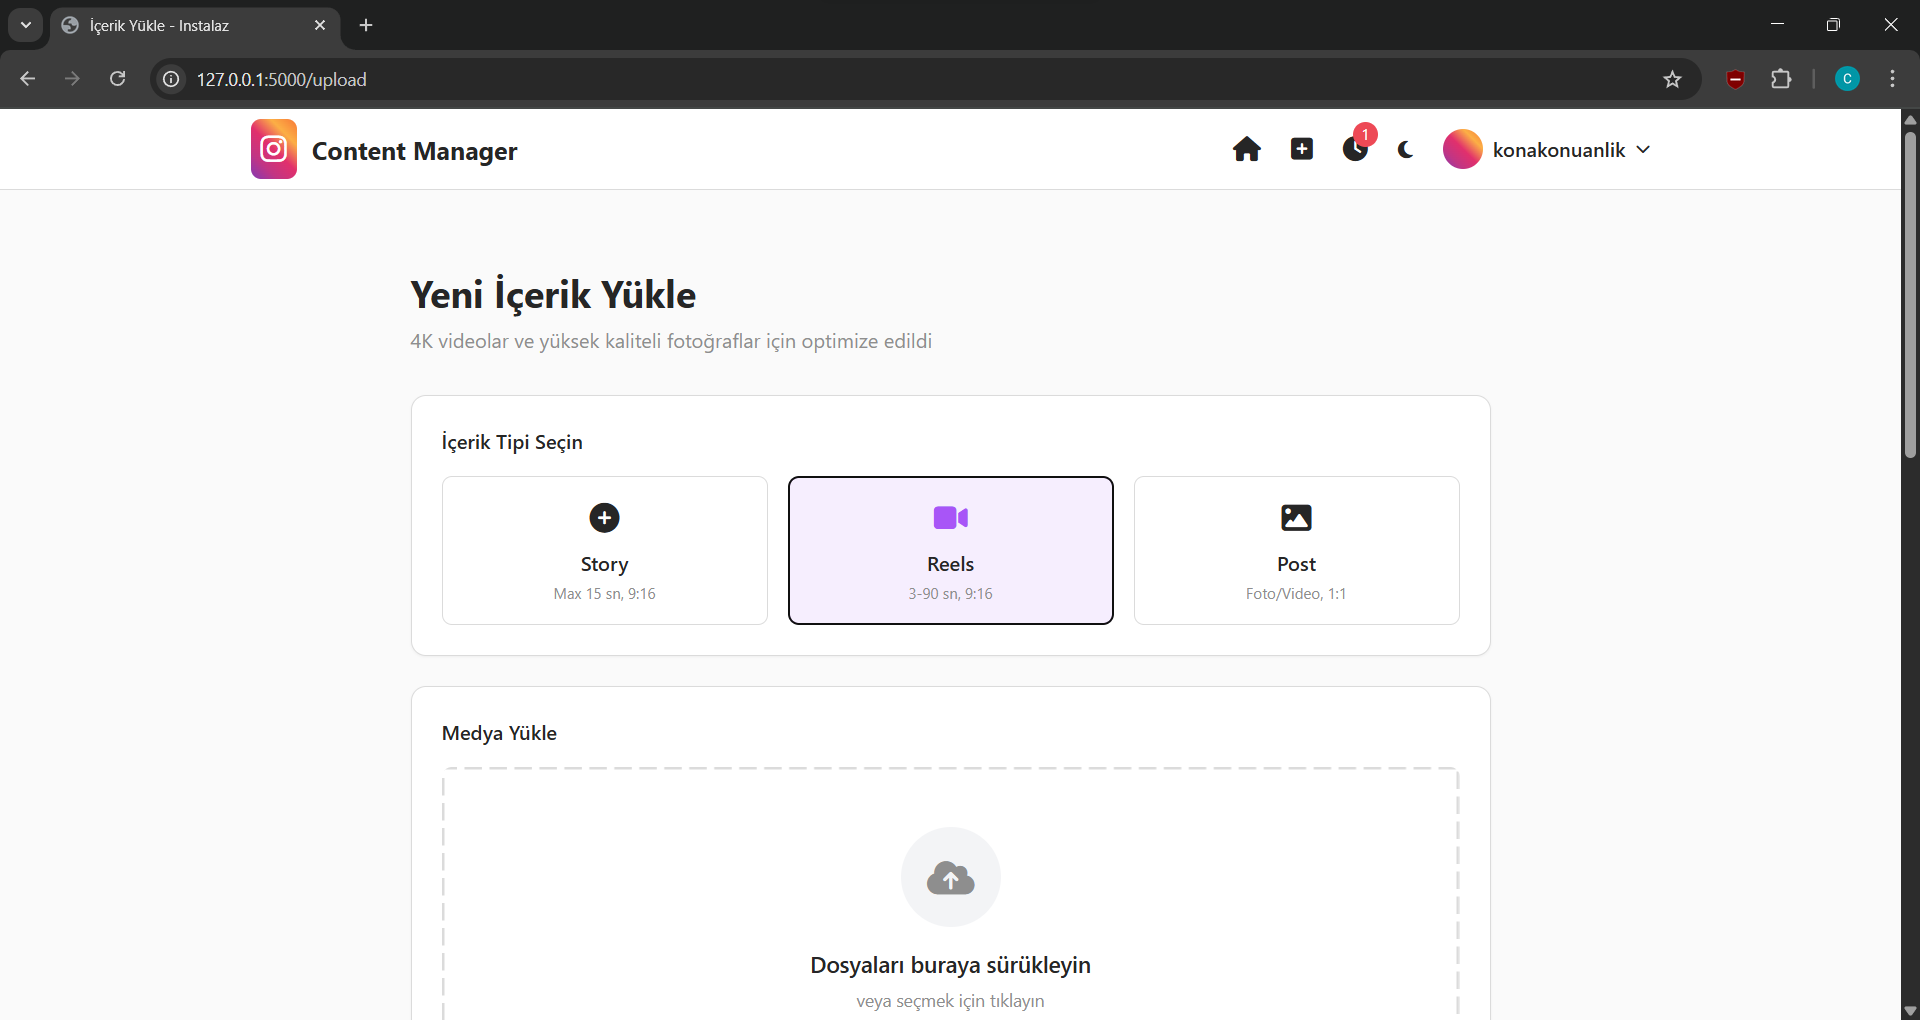 İçerik Yükle - Instalaz
127.0.0.1:5000/upload
C
Content Manager
1
konakonuanlik
Yeni İçerik Yükle
4K videolar ve yüksek kaliteli fotoğraflar için optimize edildi
İçerik Tipi Seçin
Story
Max 15 sn, 9:16
Reels
3-90 sn, 9:16
Post
Foto/Video, 1:1
Medya Yükle
Dosyaları buraya sürükleyin
veya seçmek için tıklayın